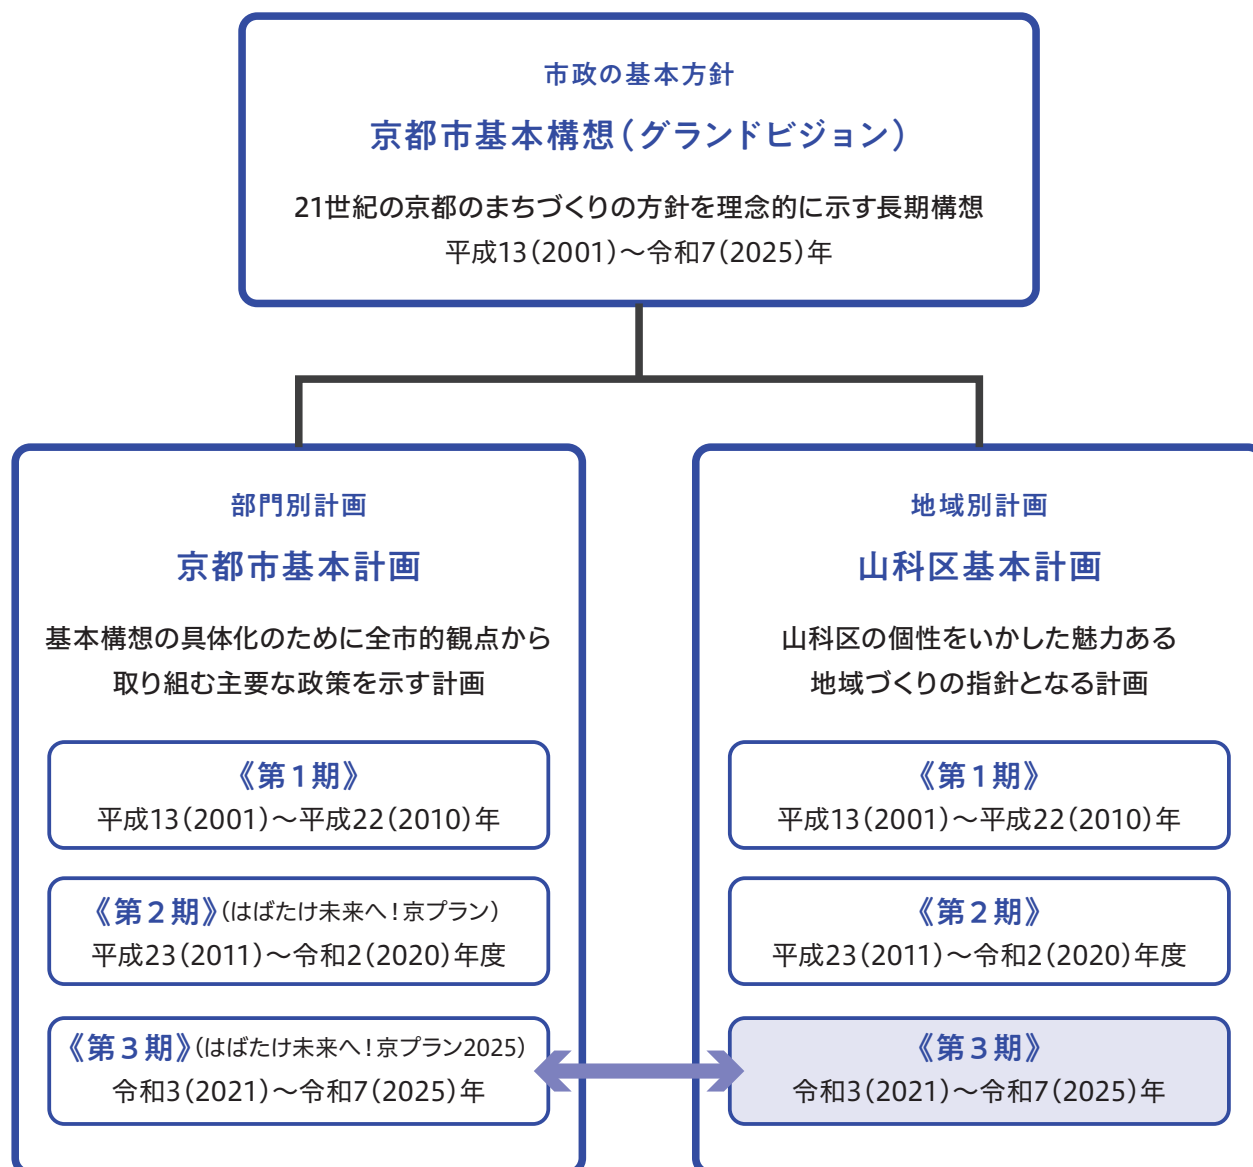 市政の基本方針
京都市基本構想(グランドビジョン)
21世紀の京都のまちづくりの方針を理念的に示す長期構想
平成13(2001)～令和7(2025)年
部門別計画
京都市基本計画
基本構想の具体化のために全市的観点から
取り組む主要な政策を示す計画
《第1期》
平成13(2001)～平成22(2010)年
《第2期》(はばたけ未来へ！京プラン)
平成23(2011)～令和2(2020)年度
《第3期》(はばたけ未来へ！京プラン2025)
令和3(2021)～令和7(2025)年
地域別計画
山科区基本計画
山科区の個性をいかした魅力ある
地域づくりの指針となる計画
《第1期》
平成13(2001)～平成22(2010)年
《第2期》
平成23(2011)～令和2(2020)年度
《第3期》
令和3(2021)～令和7(2025)年